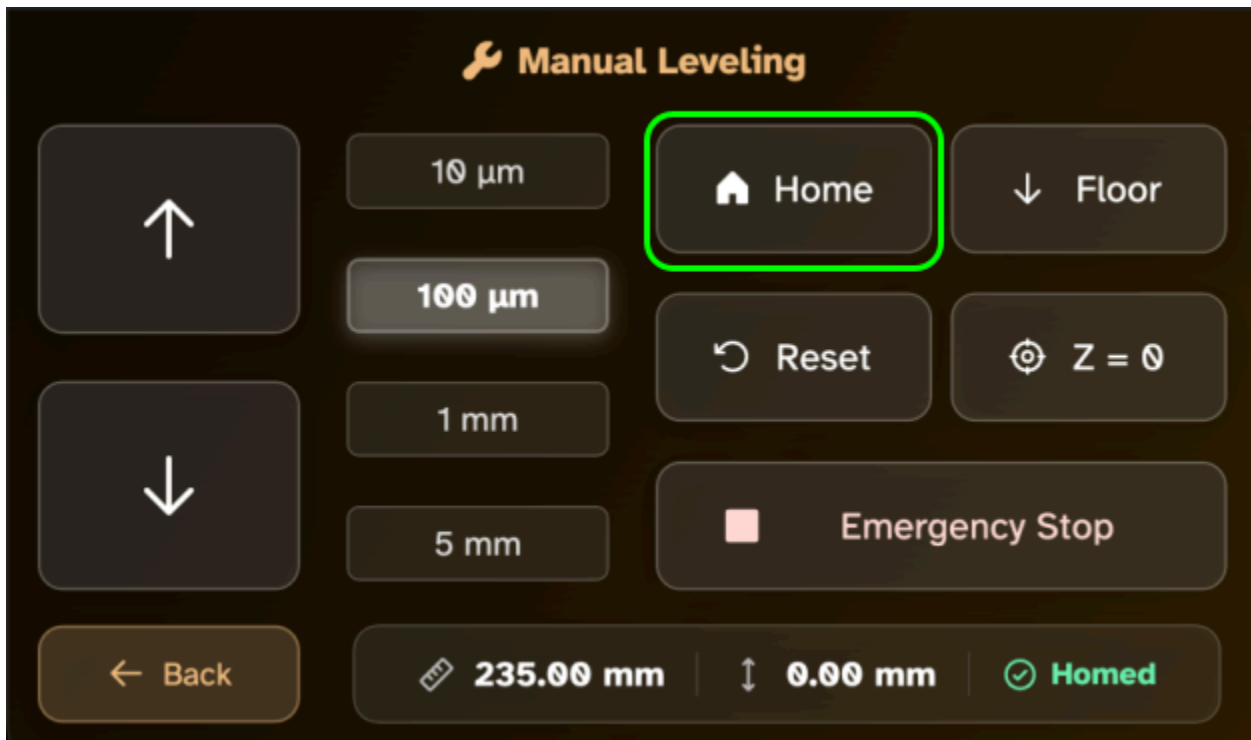 Manual Leveling
10 µm
100 µm
1 mm
5 mm
Home
Floor
Reset
Z = 0
Emergency Stop
Back
235.00 mm
0.00 mm
Homed